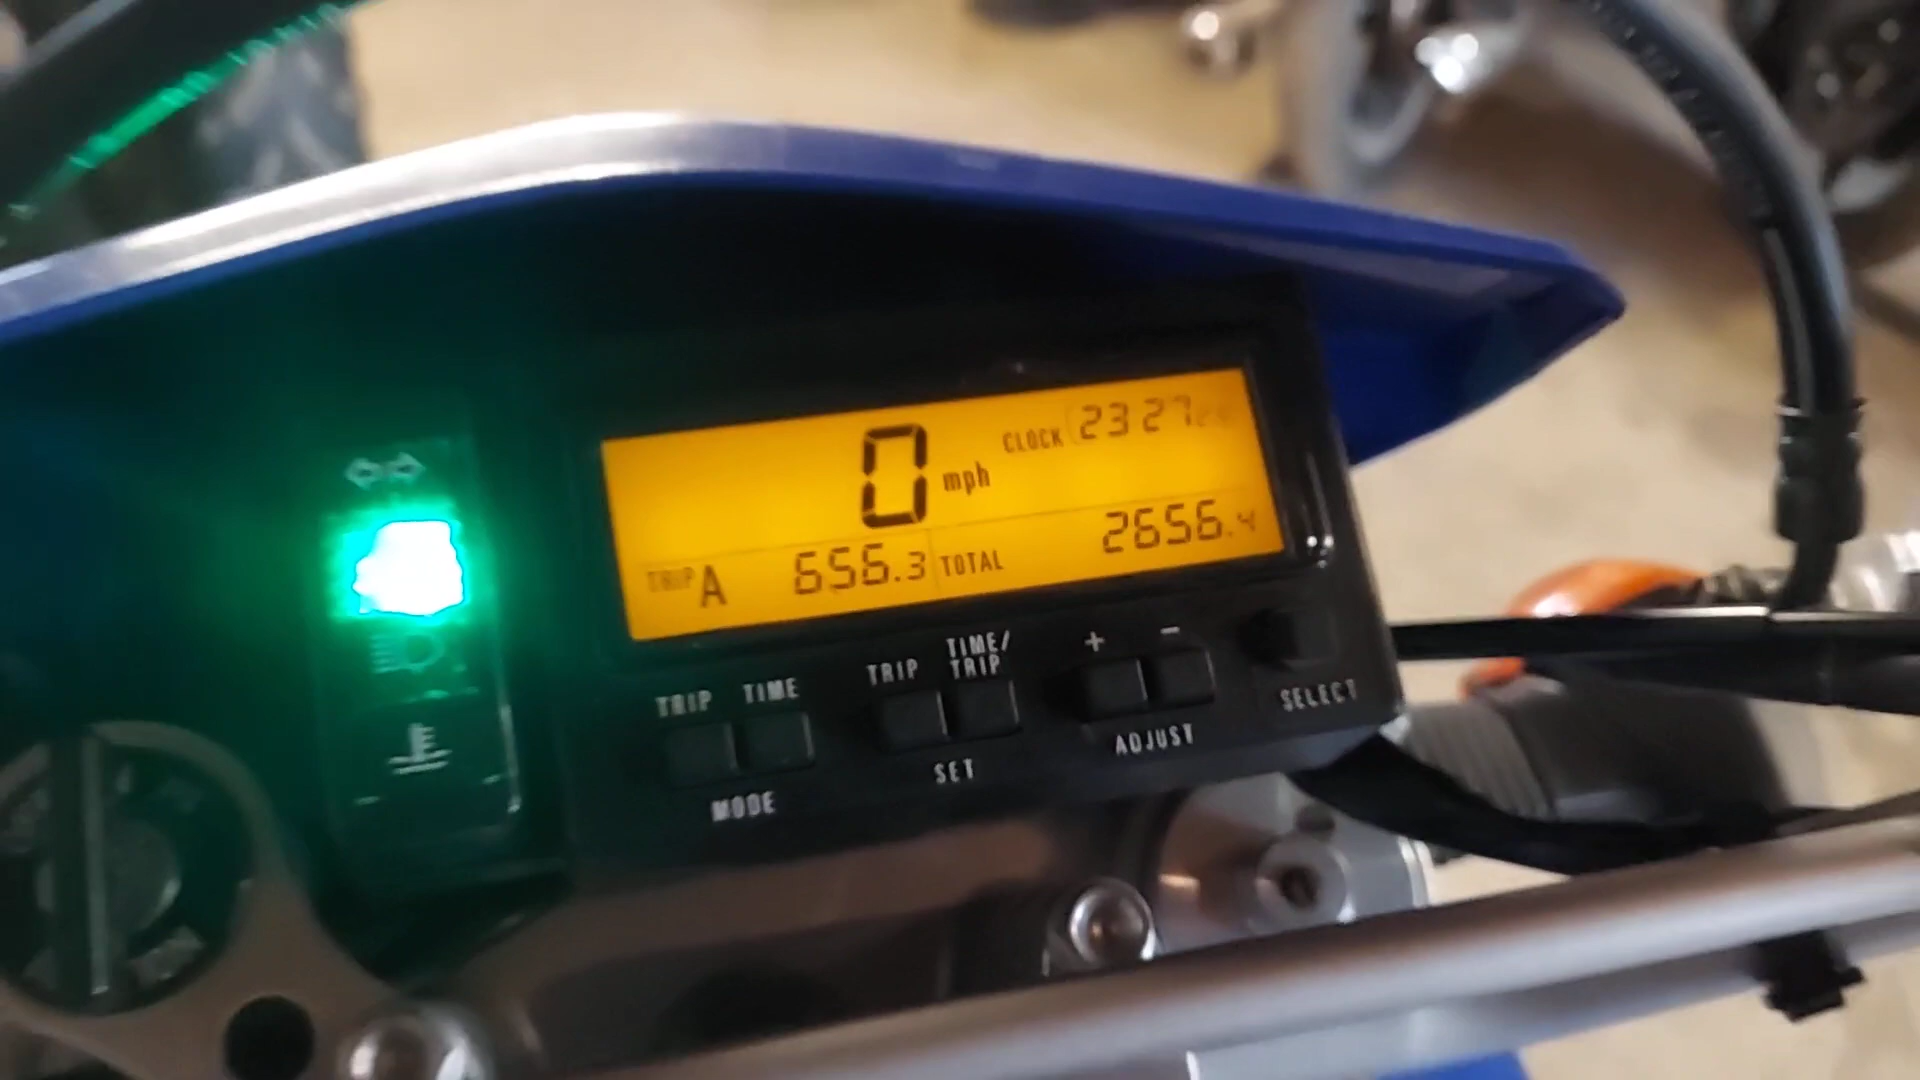 CLOCK 23 27
0 mph
TRIP A 656.3 TOTAL 2656.4
TRIP TIME TRIP TIME/TRIP + -
MODE SET ADJUST SELECT